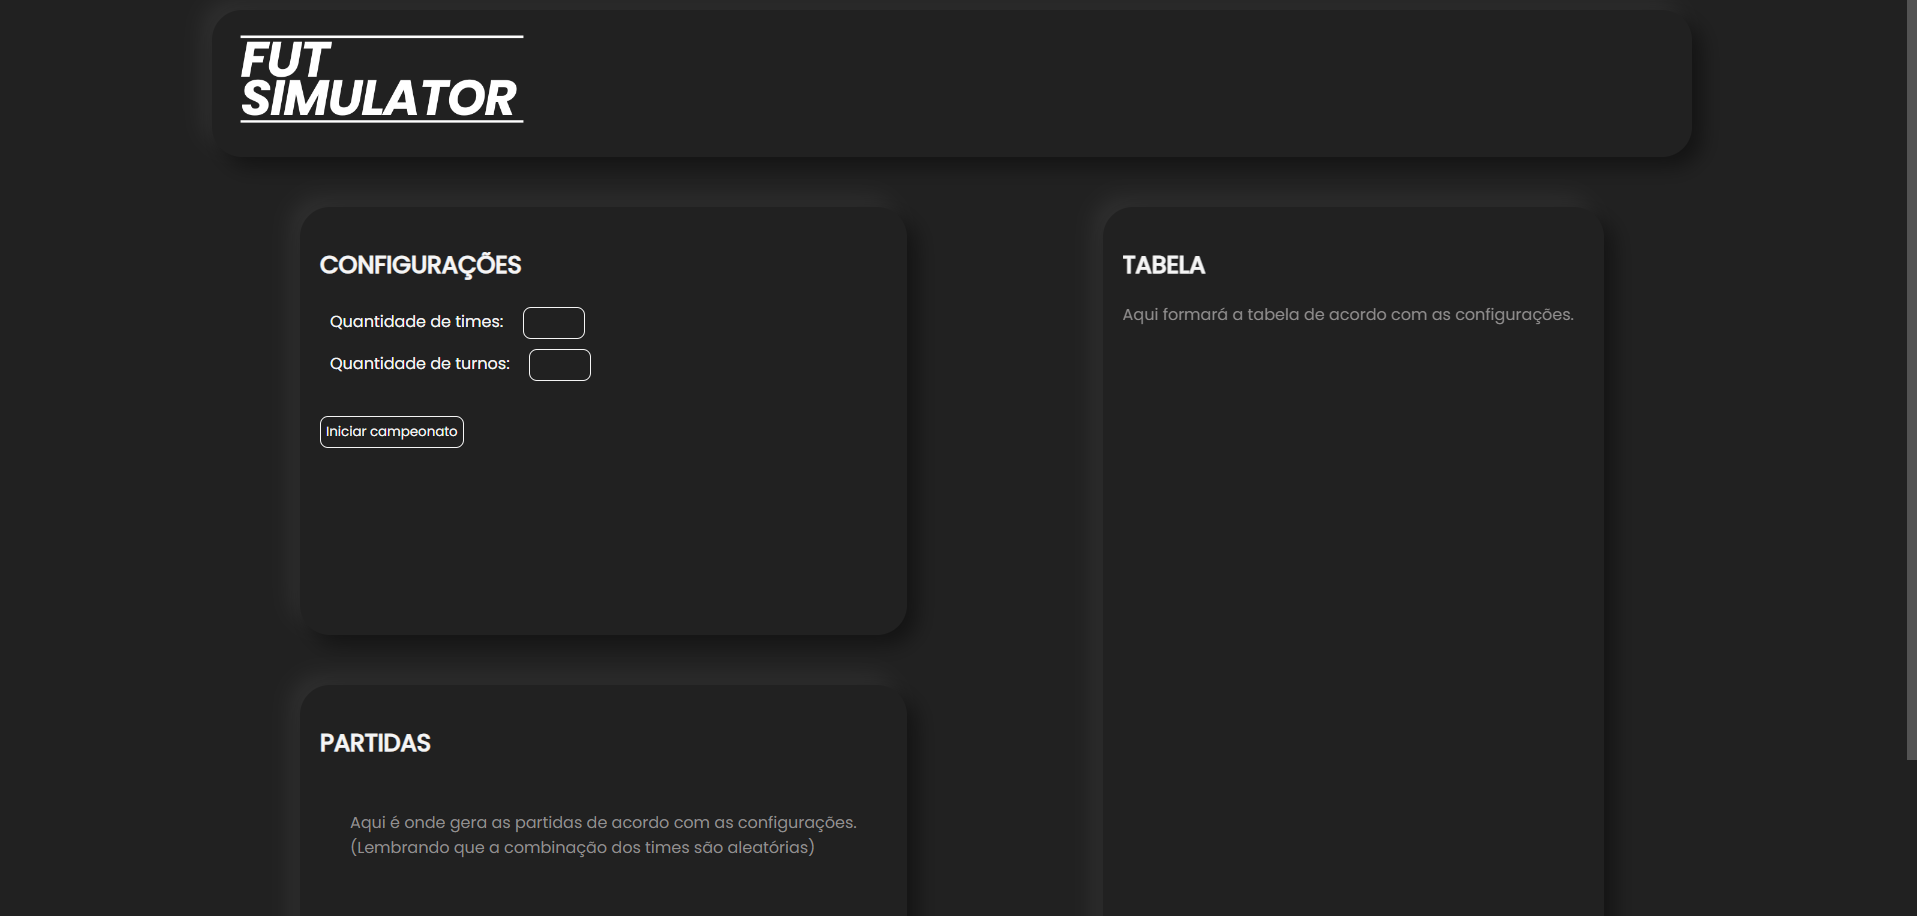 FUT
SIMULATOR
CONFIGURAÇÕES
Quantidade de times:
Quantidade de turnos:
Iniciar campeonato
PARTIDAS
Aqui é onde gera as partidas de acordo com as configurações.
(Lembrando que a combinação dos times são aleatórias)
TABELA
Aqui formará a tabela de acordo com as configurações.